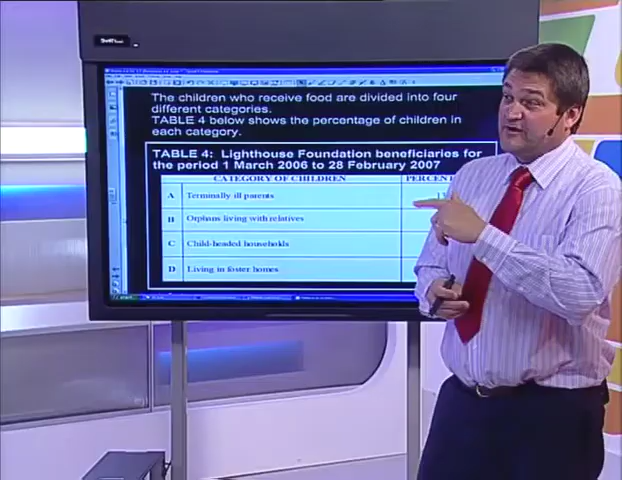 The children who receive food are divided into four
different categories.
TABLE 4 below shows the percentage of children in
each category.
TABLE 4: Lighthouse Foundation beneficiaries for
the period 1 March 2006 to 28 February 2007
CATEGORY OF CHILDREN
A Terminally ill parents
B Orphans living with relatives
C Child-headed households
D Living in foster homes